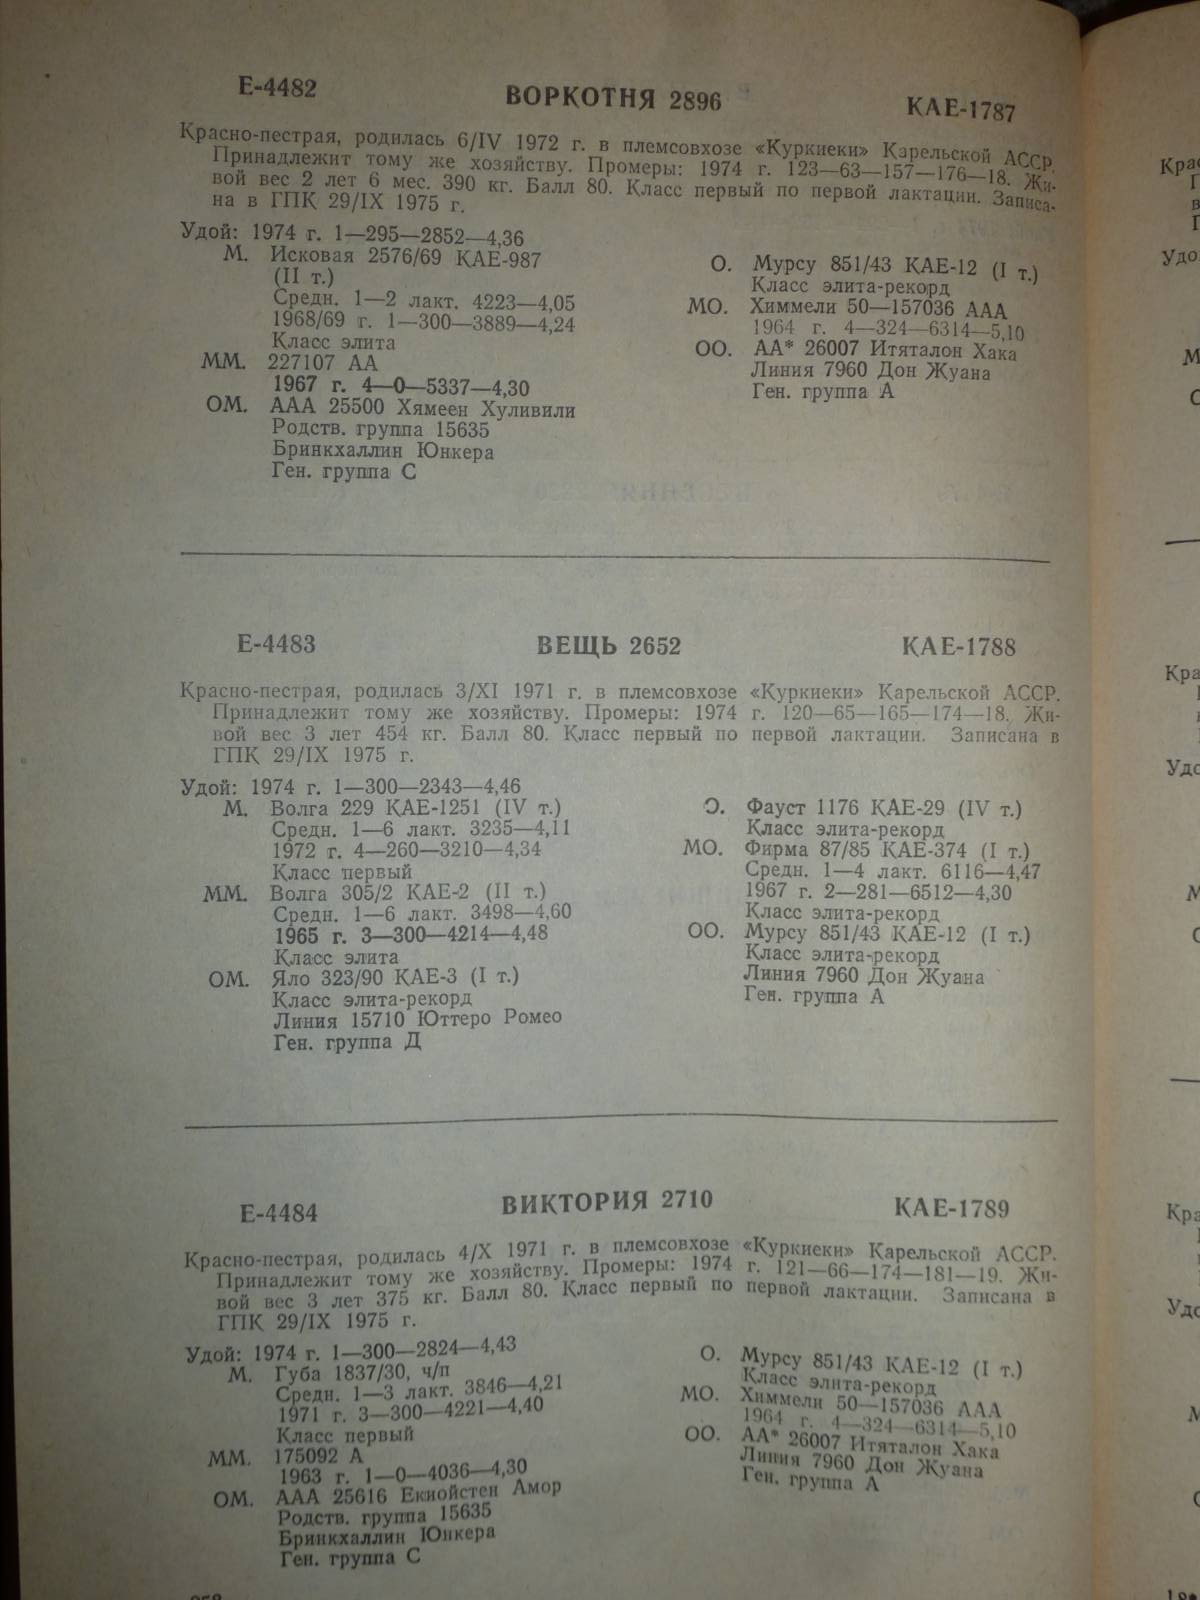 Е-4482 ВОРКОТНЯ 2896 КАЕ-1787
Красно-пестрая, родилась 6/IV 1972 г. в племсовхозе «Куркиеки» Карельской АССР.
Принадлежит тому же хозяйству. Промеры: 1974 г. 123—63—157—176—18. Жи-
вой вес 2 лет 6 мес. 390 кг. Балл 80. Класс первый по первой лактации. Записа-
на в ГПК 29/IX 1975 г.
Удой: 1974 г. 1—295—2852—4,36
М. Исковая 2576/69 КАЕ-987
(II т.)
Средн. 1—2 лакт. 4223—4,05
1968/69 г. 1—300—3889—4,24
Класс элита
ММ. 227107 АА
1967 г. 4—0—5337—4,30
ОМ. ААА 25500 Хямеен Хуливили
Родств. группа 15635
Бринкхаллин Юнкера
Ген. группа С
О. Мурсу 851/43 КАЕ-12 (I т.)
Класс элита-рекорд
МО. Химмели 50—157036 ААА
1964 г. 4—324—6314—5,10
ОО. АА* 26007 Итяталон Хака
Линия 7960 Дон Жуана
Ген. группа А
Е-4483 ВЕЩЬ 2652 КАЕ-1788
Красно-пестрая, родилась 3/XI 1971 г. в племсовхозе «Куркиеки» Карельской АССР.
Принадлежит тому же хозяйству. Промеры: 1974 г. 120—65—165—174—18. Жи-
вой вес 3 лет 454 кг. Балл 80. Класс первый по первой лактации. Записана в
ГПК 29/IX 1975 г.
Удой: 1974 г. 1—300—2343—4,46
М. Волга 229 КАЕ-1251 (IV т.)
Средн. 1—6 лакт. 3235—4,11
1972 г. 4—260—3210—4,34
Класс первый
ММ. Волга 305/2 КАЕ-2 (II т.)
Средн. 1—6 лакт. 3498—4,60
1965 г. 3—300—4214—4,48
Класс элита
ОМ. Яло 323/90 КАЕ-3 (I т.)
Класс элита-рекорд
Линия 15710 Юттеро Ромео
Ген. группа Д
О. Фауст 1176 КАЕ-29 (IV т.)
Класс элита-рекорд
МО. Фирма 87/85 КАЕ-374 (I т.)
Средн. 1—4 лакт. 6116—4,47
1967 г. 2—281—6512—4,30
Класс элита-рекорд
ОО. Мурсу 851/43 КАЕ-12 (I т.)
Класс элита-рекорд
Линия 7960 Дон Жуана
Ген. группа А
Е-4484 ВИКТОРИЯ 2710 КАЕ-1789
Красно-пестрая, родилась 4/X 1971 г. в племсовхозе «Куркиеки» Карельской АССР.
Принадлежит тому же хозяйству. Промеры: 1974 г. 121—66—174—181—19. Жи-
вой вес 3 лет 375 кг. Балл 80. Класс первый по первой лактации. Записана в
ГПК 29/IX 1975 г.
Удой: 1974 г. 1—300—2824—4,43
М. Губа 1837/30, ч/п
Средн. 1—3 лакт. 3846—4,21
1971 г. 3—300—4221—4,40
Класс первый
ММ. 175092 А
1963 г. 1—0—4036—4,30
ОМ. ААА 25616 Екиойстен Амор
Родств. группа 15635
Бринкхаллин Юнкера
Ген. группа С
О. Мурсу 851/43 КАЕ-12 (I т.)
Класс элита-рекорд
МО. Химмели 50—157036 ААА
1964 г. 4—324—6314—5,10
ОО. АА* 26007 Итяталон Хака
Линия 7960 Дон Жуана
Ген. группа А